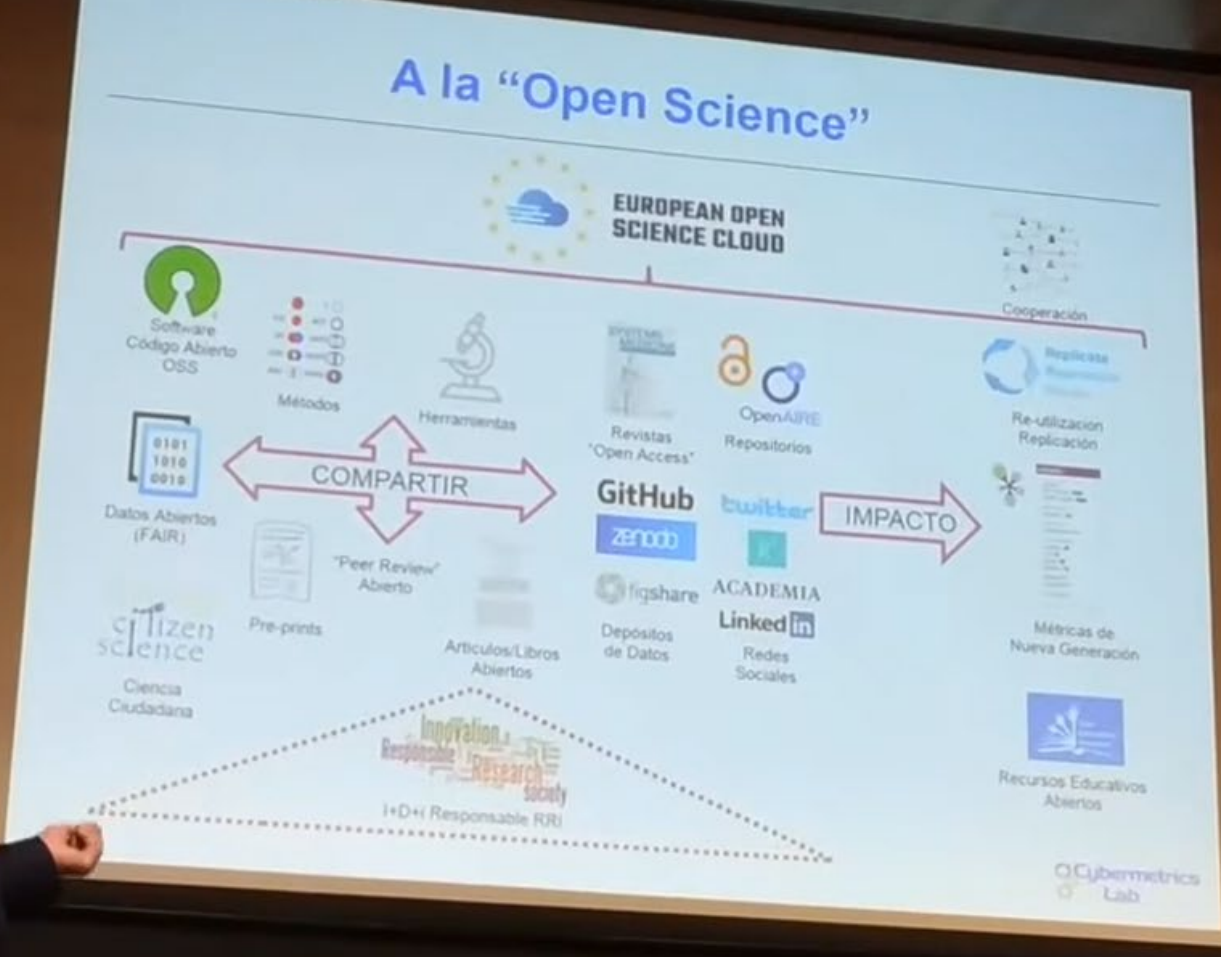 A la “Open Science”
EUROPEAN OPEN
SCIENCE CLOUD
Cooperación
Software
Código Abierto
OSS
Métodos
Herramientas
Revistas
"Open Access"
OpenAIRE
Repositorios
Replicate
Re-utilización
Replicación
0101
1010
0010
Datos Abiertos
(FAIR)
COMPARTIR
Pre-prints
"Peer Review"
Abierto
Artículos/Libros
Abiertos
GitHub
zenodo
figshare
Depósitos
de Datos
twitter
ACADEMIA
Linked in
Redes
Sociales
IMPACTO
Métricas de
Nueva Generación
citizen
science
Ciencia
Ciudadana
Innovation
Responsible
Research
society
I+D+i Responsable RRI
Recursos Educativos
Abiertos
Cybermetrics
Lab